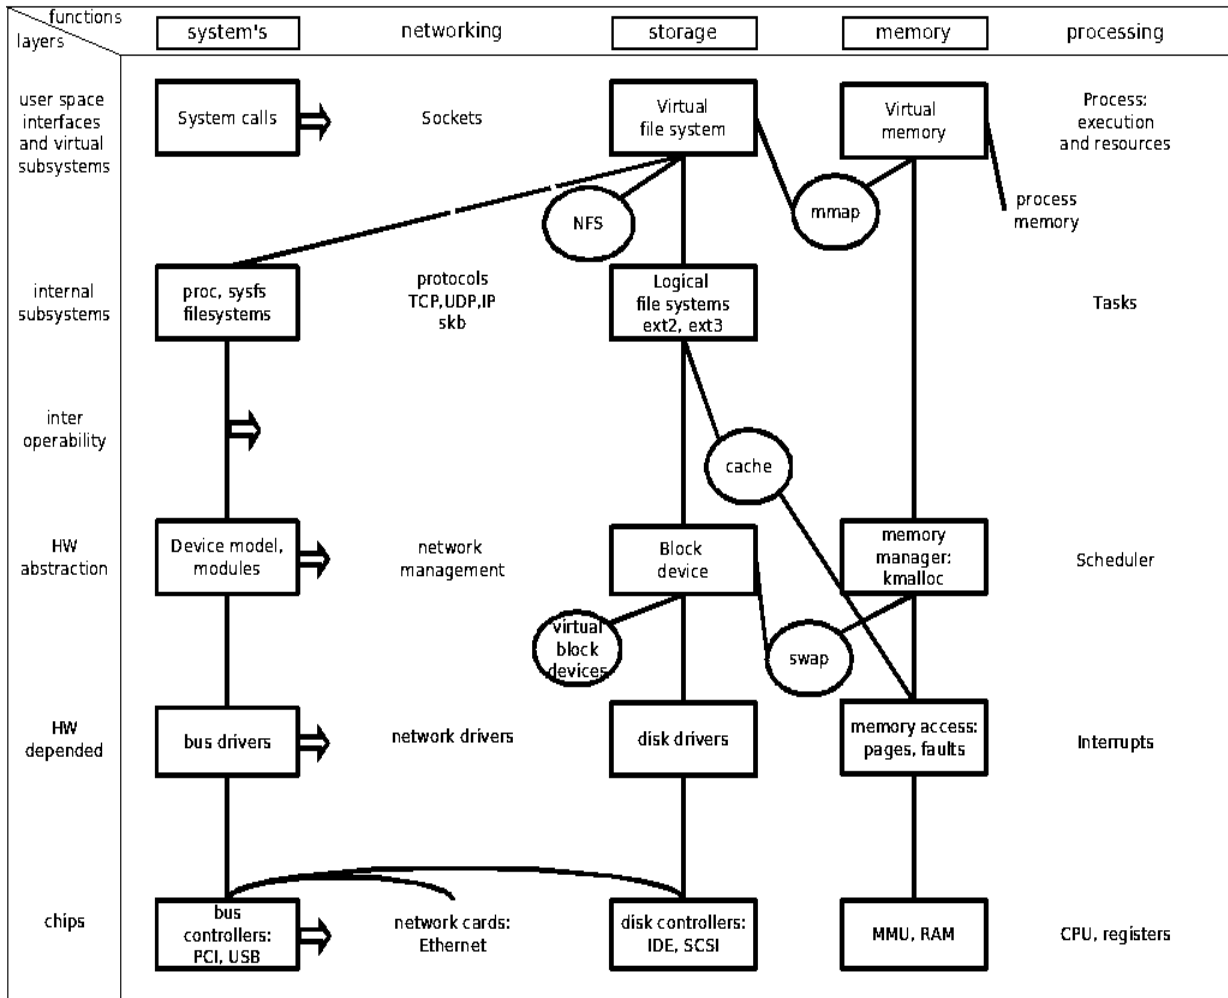 functions
layers
system's
networking
storage
memory
processing
user space
interfaces
and virtual
subsystems
System calls
Sockets
Virtual
file system
Virtual
memory
Process:
execution
and resources
NFS
mmap
process
memory
internal
subsystems
proc, sysfs
filesystems
protocols
TCP,UDP,IP
skb
Logical
file systems
ext2, ext3
Tasks
inter
operability
cache
HW
abstraction
Device model,
modules
network
management
Block
device
memory
manager:
kmalloc
Scheduler
virtual
block
devices
swap
HW
depended
bus drivers
network drivers
disk drivers
memory access:
pages, faults
Interrupts
chips
bus
controllers:
PCI, USB
network cards:
Ethernet
disk controllers:
IDE, SCSI
MMU, RAM
CPU, registers